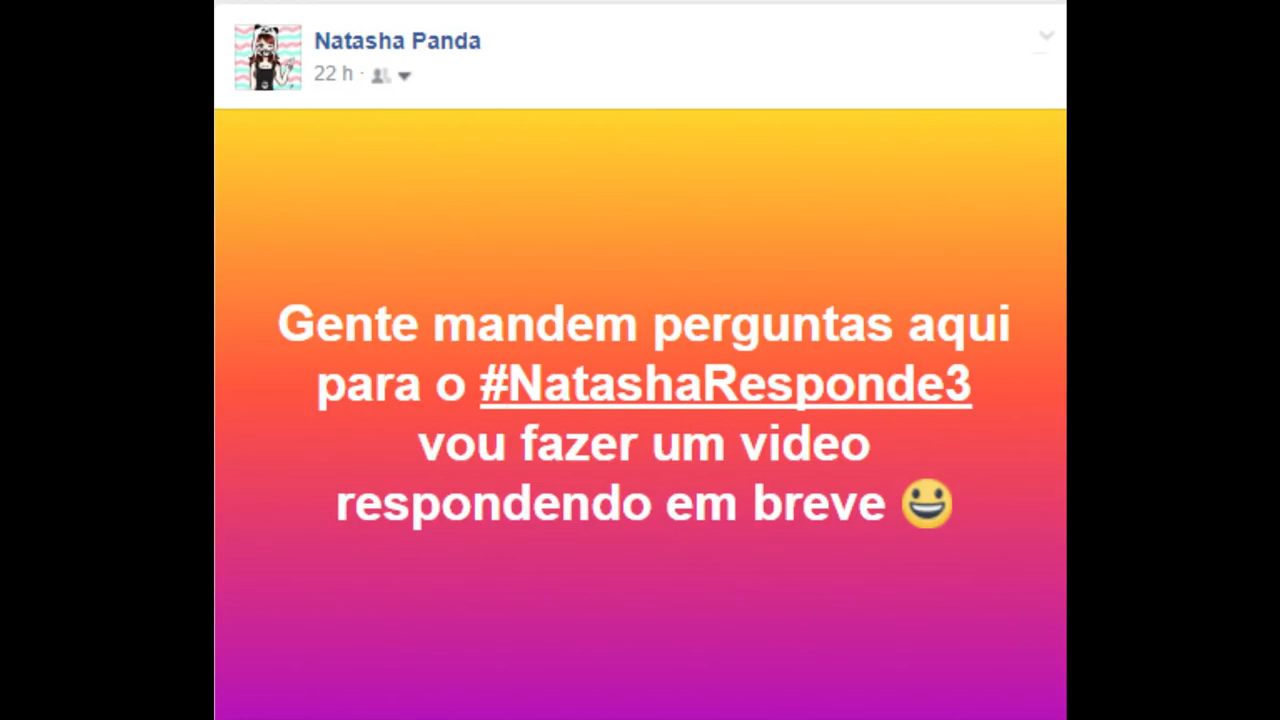 Natasha Panda
22 h ·
Gente mandem perguntas aqui
para o #NatashaResponde3
vou fazer um video
respondendo em breve 😃